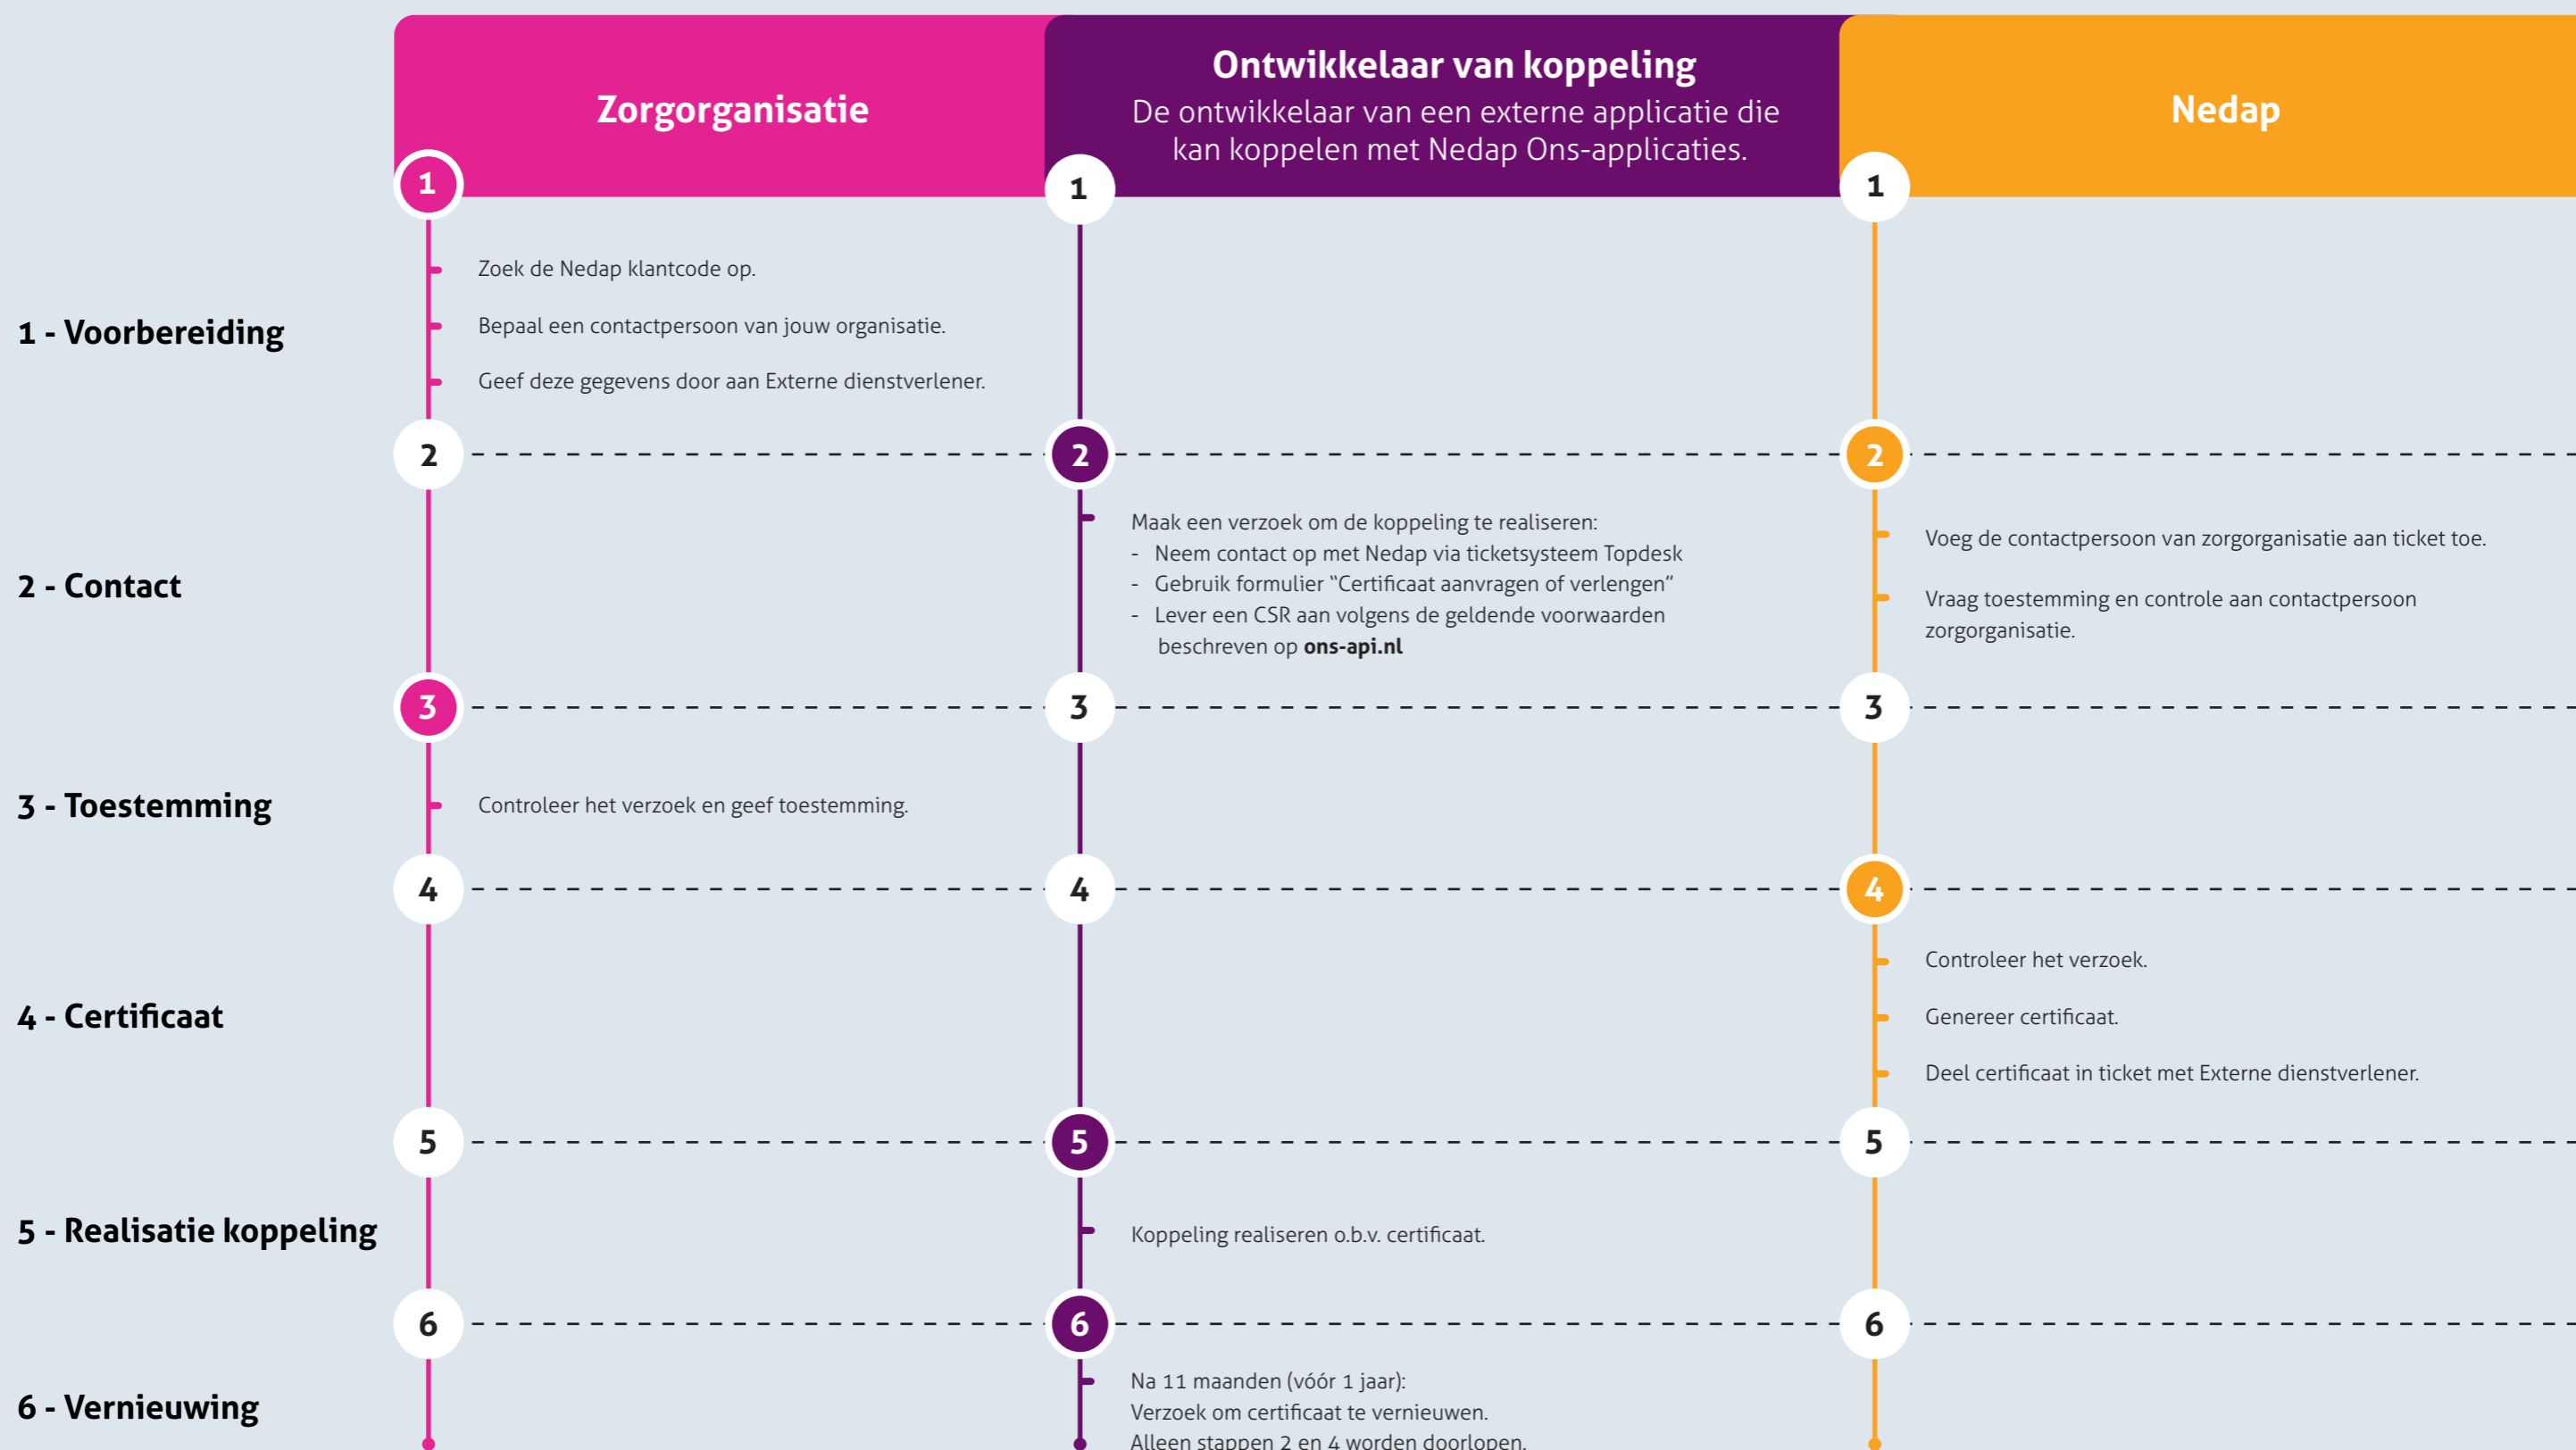 Zorgorganisatie
Ontwikkelaar van koppeling
De ontwikkelaar van een externe applicatie die
kan koppelen met Nedap Ons-applicaties.
Nedap
1
1
1
1 - Voorbereiding
Zoek de Nedap klantcode op.
Bepaal een contactpersoon van jouw organisatie.
Geef deze gegevens door aan Externe dienstverlener.
2
2
2
2 - Contact
Maak een verzoek om de koppeling te realiseren:
- Neem contact op met Nedap via ticketsysteem Topdesk
- Gebruik formulier “Certificaat aanvragen of verlengen”
- Lever een CSR aan volgens de geldende voorwaarden
beschreven op ons-api.nl
Voeg de contactpersoon van zorgorganisatie aan ticket toe.
Vraag toestemming en controle aan contactpersoon
zorgorganisatie.
3
3
3
3 - Toestemming
Controleer het verzoek en geef toestemming.
4
4
4
4 - Certificaat
Controleer het verzoek.
Genereer certificaat.
Deel certificaat in ticket met Externe dienstverlener.
5
5
5
5 - Realisatie koppeling
Koppeling realiseren o.b.v. certificaat.
6
6
6
6 - Vernieuwing
Na 11 maanden (vóór 1 jaar):
Verzoek om certificaat te vernieuwen.
Alleen stappen 2 en 4 worden doorlopen.